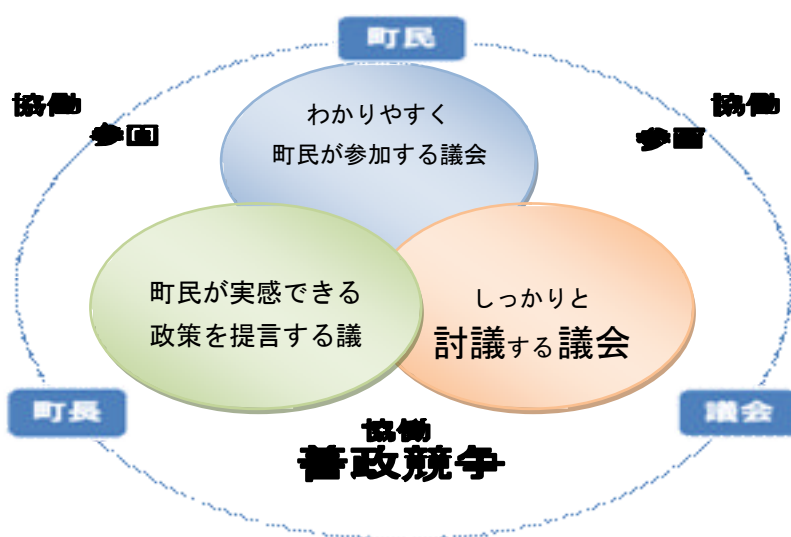 町民
協働
参画
協働
参画
わかりやすく
町民が参加する議会
町民が実感できる
政策を提言する議
しっかりと
討議する議会
町長
議会
協働
善政競争